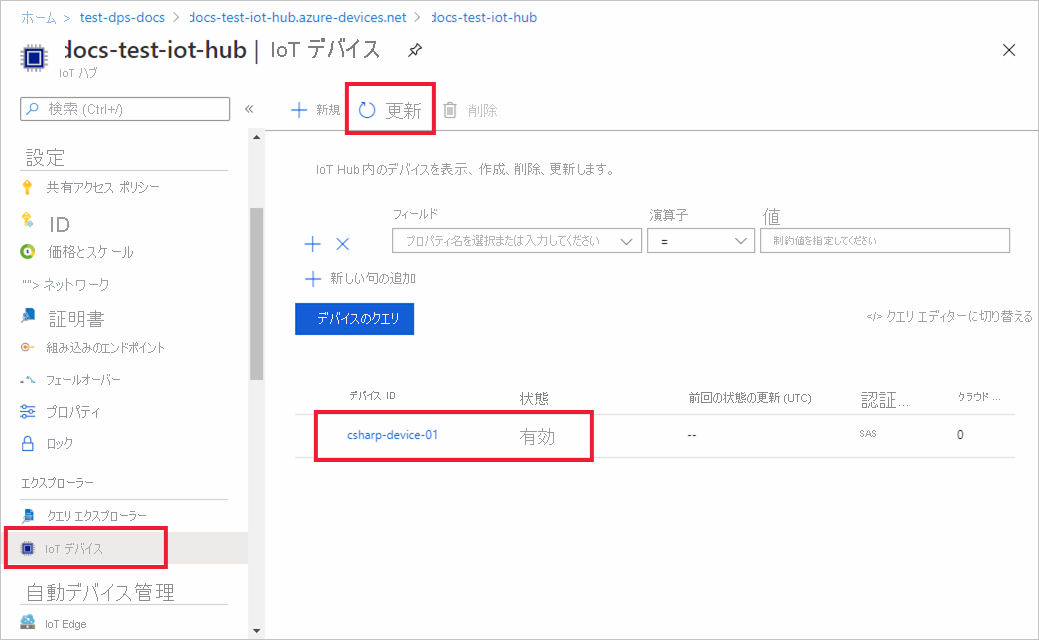 ホーム > test-dps-docs > docs-test-iot-hub.azure-devices.net > docs-test-iot-hub
docs-test-iot-hub | IoT デバイス
IoT ハブ
検索 (Ctrl+/)
«
新規
更新
削除
設定
共有アクセス ポリシー
ID
価格とスケール
""> ネットワーク
証明書
組み込みのエンドポイント
フェールオーバー
プロパティ
ロック
エクスプローラー
クエリ エクスプローラー
IoT デバイス
自動デバイス管理
IoT Edge
IoT Hub 内のデバイスを表示、作成、削除、更新します。
フィールド 演算子 値
プロパティ名を選択または入力してください = 制約値を指定してください
新しい句の追加
デバイスのクエリ
</> クエリ エディターに切り替える
デバイス ID 状態 前回の状態の更新 (UTC) 認証... クラウド ...
csharp-device-01 有効 -- SAS 0